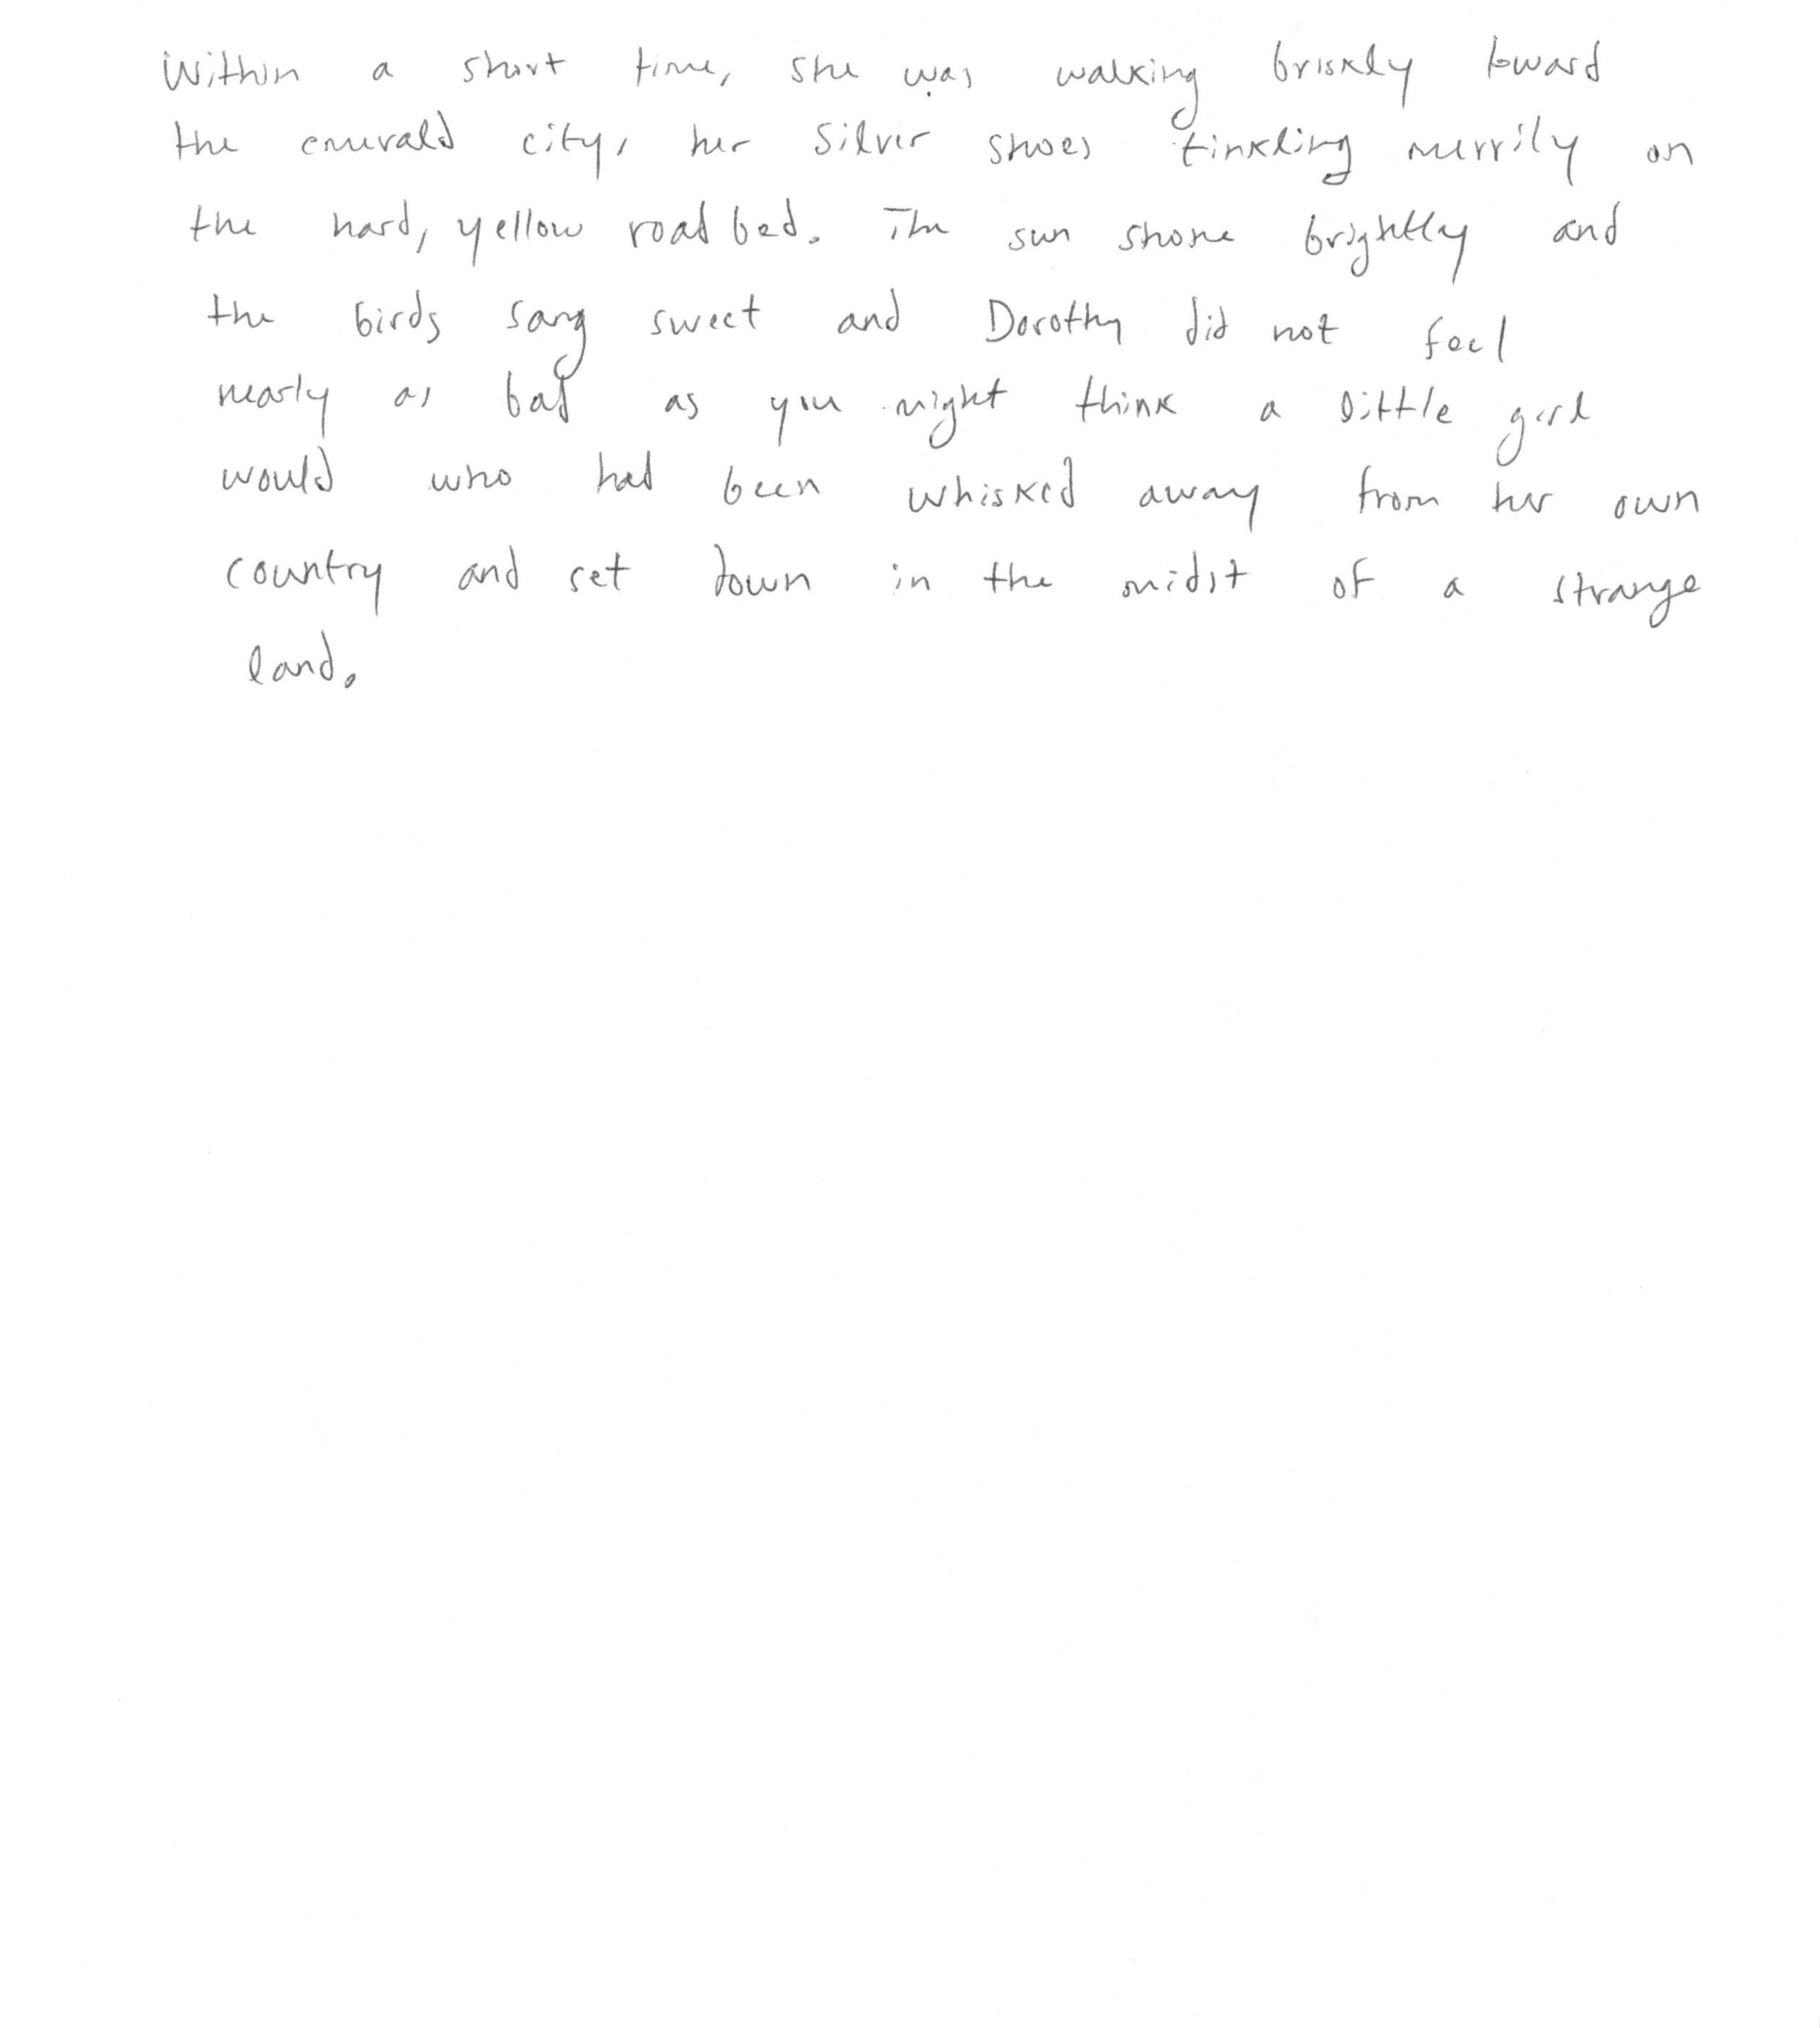 Within a short time, she was walking briskly toward
the emerald city, her silver shoes tinkling merrily on
the hard, yellow road bed. The sun shone brightly and
the birds sang sweet and Dorothy did not feel
nearly as bad as you might think a little girl
would who had been whisked away from her own
country and set down in the midst of a strange
land.